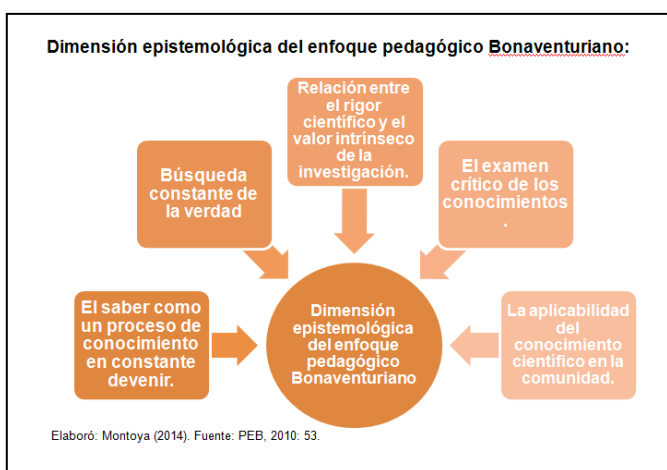 Dimensión epistemológica del enfoque pedagógico Bonaventuriano:
Relación entre
el rigor
científico y el
valor intrínseco
de la
investigación.
Búsqueda
constante de
la verdad
El examen
crítico de los
conocimientos
.
El saber como
un proceso de
conocimiento
en constante
devenir.
Dimensión
epistemológica
del enfoque
pedagógico
Bonaventuriano
La aplicabilidad
del
conocimiento
científico en la
comunidad.
Elaboró: Montoya (2014). Fuente: PEB, 2010: 53.